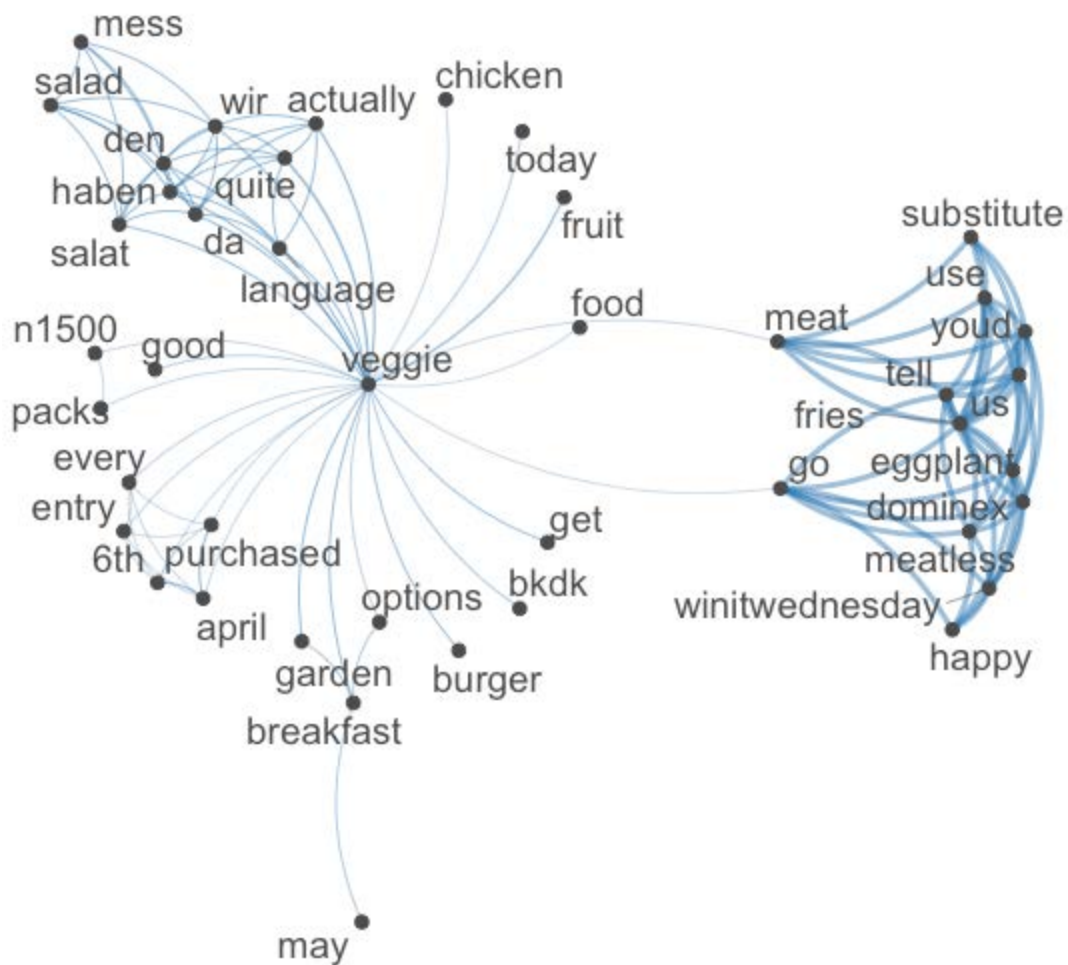 mess
salad
chicken
wir
actually
den
today
haben
quite
fruit
substitute
salat
da
use
language
food
meat
youd
n1500
good
veggie
tell
us
packs
fries
every
go
eggplant
entry
get
dominex
6th
purchased
meatless
april
options
bkdk
winitwednesday
garden
burger
happy
breakfast
may